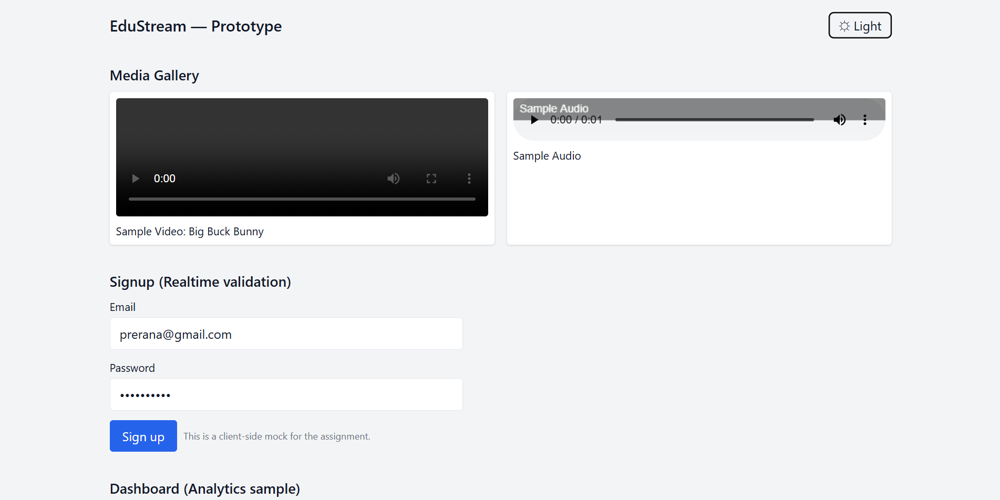 EduStream — Prototype
Light
Media Gallery
0:00
Sample Video: Big Buck Bunny
Sample Audio
0:00 / 0:01
Sample Audio
Signup (Realtime validation)
Email
prerana@gmail.com
Password
••••••••••
Sign up
This is a client-side mock for the assignment.
Dashboard (Analytics sample)